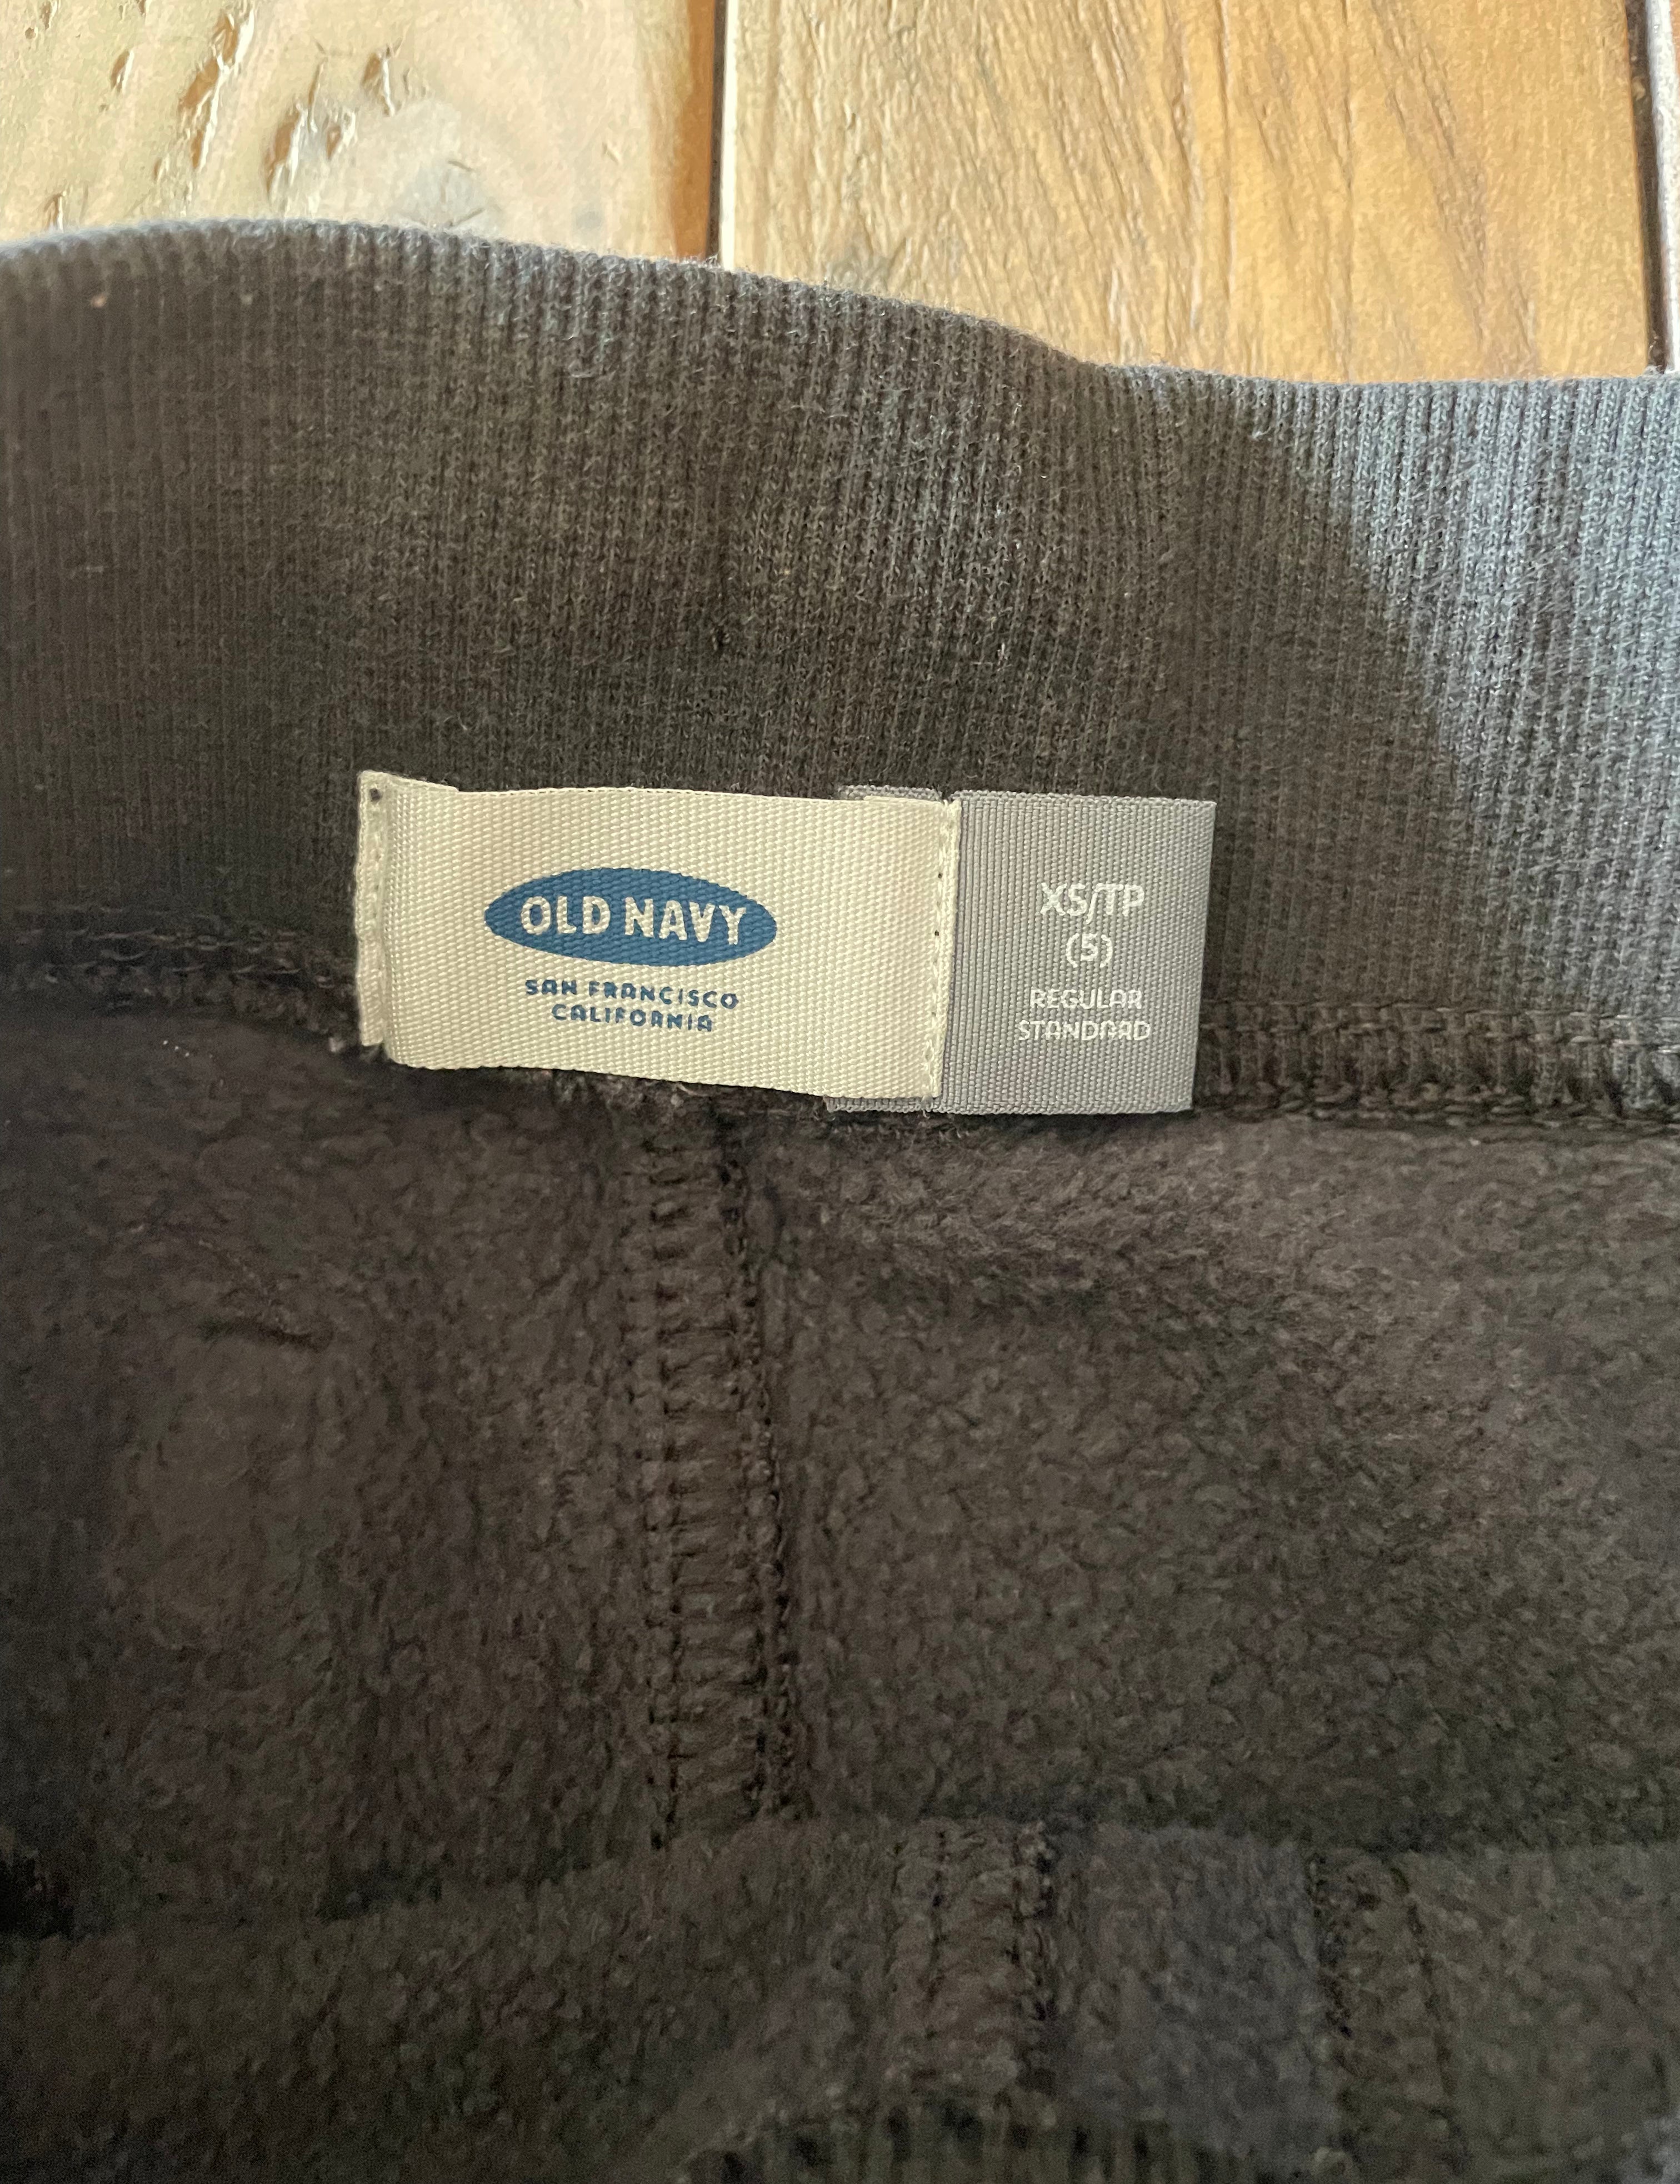 OLD NAVY
SAN FRANCISCO
CALIFORNIA
XS/TP
(5)
REGULAR
STANDARD